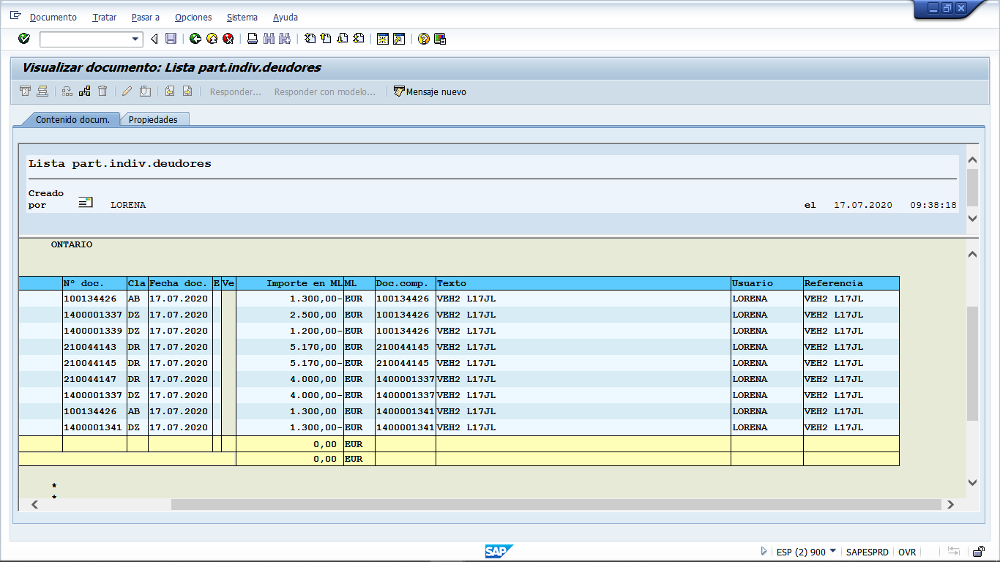 Documento Tratar Pasar a Opciones Sistema Ayuda
Visualizar documento: Lista part.indiv.deudores
Responder... Responder con modelo... Mensaje nuevo
Contenido docum. Propiedades
Lista part.indiv.deudores
Creado
por LORENA el 17.07.2020 09:38:18
ONTARIO
Nº doc. Cla Fecha doc. E Ve Importe en ML ML Doc.comp. Texto Usuario Referencia
100134426 AB 17.07.2020 1.300,00- EUR 100134426 VEH2 L17JL LORENA VEH2 L17JL
1400001337 DZ 17.07.2020 2.500,00 EUR 100134426 VEH2 L17JL LORENA VEH2 L17JL
1400001339 DZ 17.07.2020 1.200,00- EUR 100134426 VEH2 L17JL LORENA VEH2 L17JL
210044143 DR 17.07.2020 5.170,00 EUR 210044145 VEH2 L17JL LORENA VEH2 L17JL
210044145 DR 17.07.2020 5.170,00- EUR 210044145 VEH2 L17JL LORENA VEH2 L17JL
210044147 DR 17.07.2020 4.000,00 EUR 1400001337 VEH2 L17JL LORENA VEH2 L17JL
1400001337 DZ 17.07.2020 4.000,00- EUR 1400001337 VEH2 L17JL LORENA VEH2 L17JL
100134426 AB 17.07.2020 1.300,00 EUR 1400001341 VEH2 L17JL LORENA VEH2 L17JL
1400001341 DZ 17.07.2020 1.300,00- EUR 1400001341 VEH2 L17JL LORENA VEH2 L17JL
0,00 EUR
0,00 EUR
*
*
SAP ESP (2) 900 SAPESPRD OVR